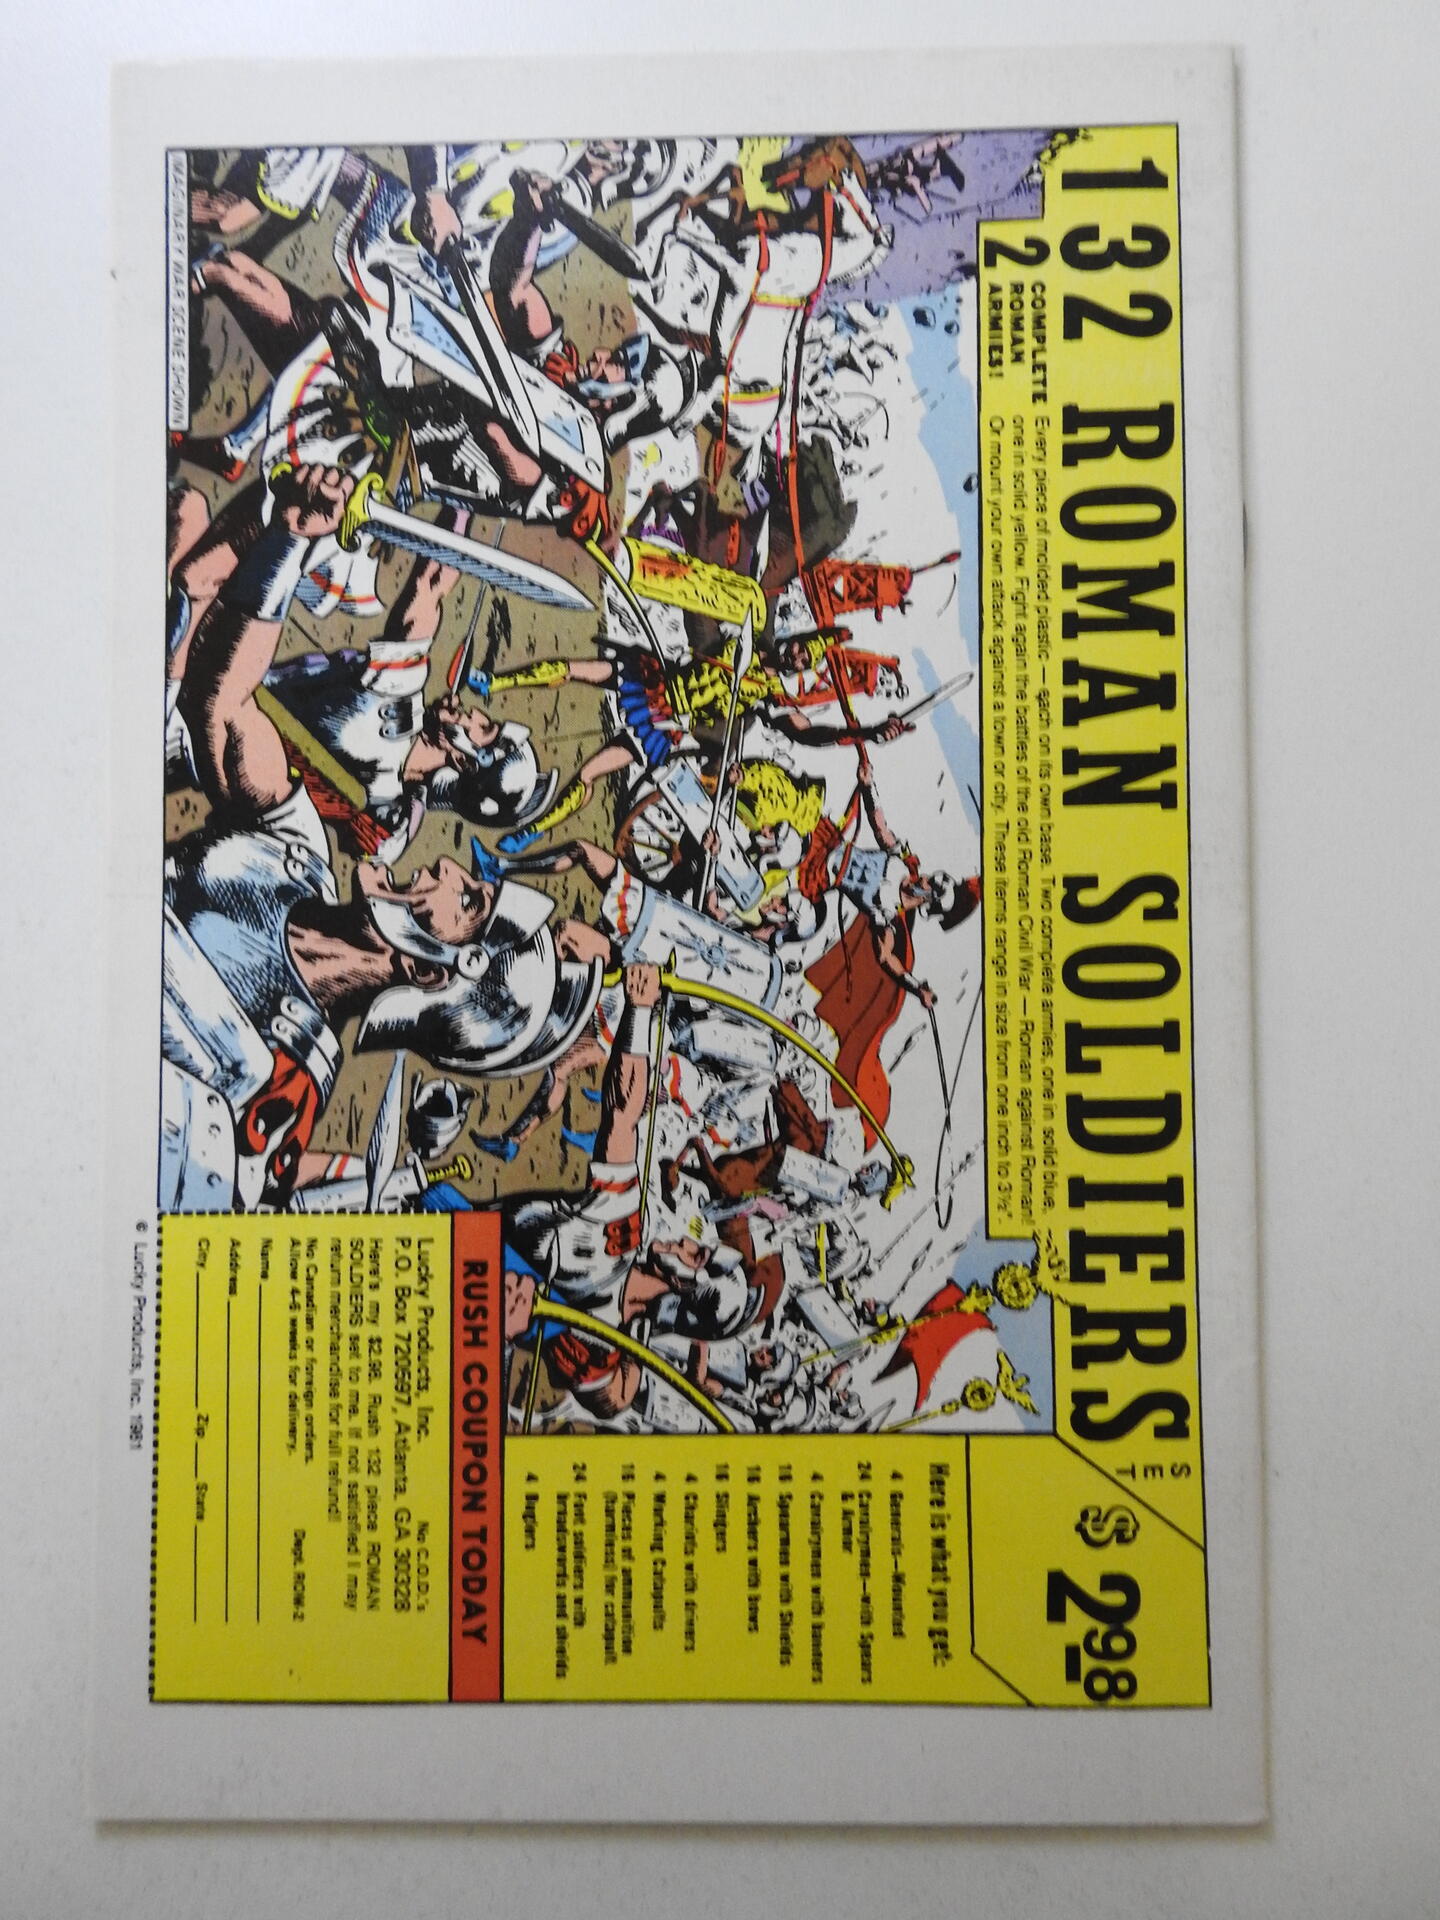 132 ROMAN SOLDIERS SET $2.98
2 COMPLETE ROMAN ARMIES!
Every piece of molded plastic — each on its own base. Two complete armies, one in solid blue,
one in solid yellow. Fight again the battles of the old Roman Civil War — Roman against Roman!
Or mount your own attack against a town or city. These items range in size from one inch to 3½".
IMAGINARY WAR SCENE SHOWN
Here is what you get:
4 Generals—Mounted
24 Cavalrymen—with Spears
& Armor
4 Cavalrymen with banners
16 Spearmen with Shields
16 Archers with bows
16 Slingers
4 Chariots with drivers
4 Working Catapults
16 Pieces of ammunition
(harmless) for catapult
24 Foot soldiers with
broadswords and shields
4 Buglers
RUSH COUPON TODAY
Lucky Products, Inc. No C.O.D.'s
P.O. Box 720597, Atlanta, GA 30328
Here's my $2.98. Rush 132 piece ROMAN
SOLDIERS set to me. If not satisfied I may
return merchandise for full refund!
No Canadian or foreign orders.
Allow 4-6 weeks for delivery. Dept. ROW-2
Name
Address
City Zip State
© Lucky Products, Inc. 1981